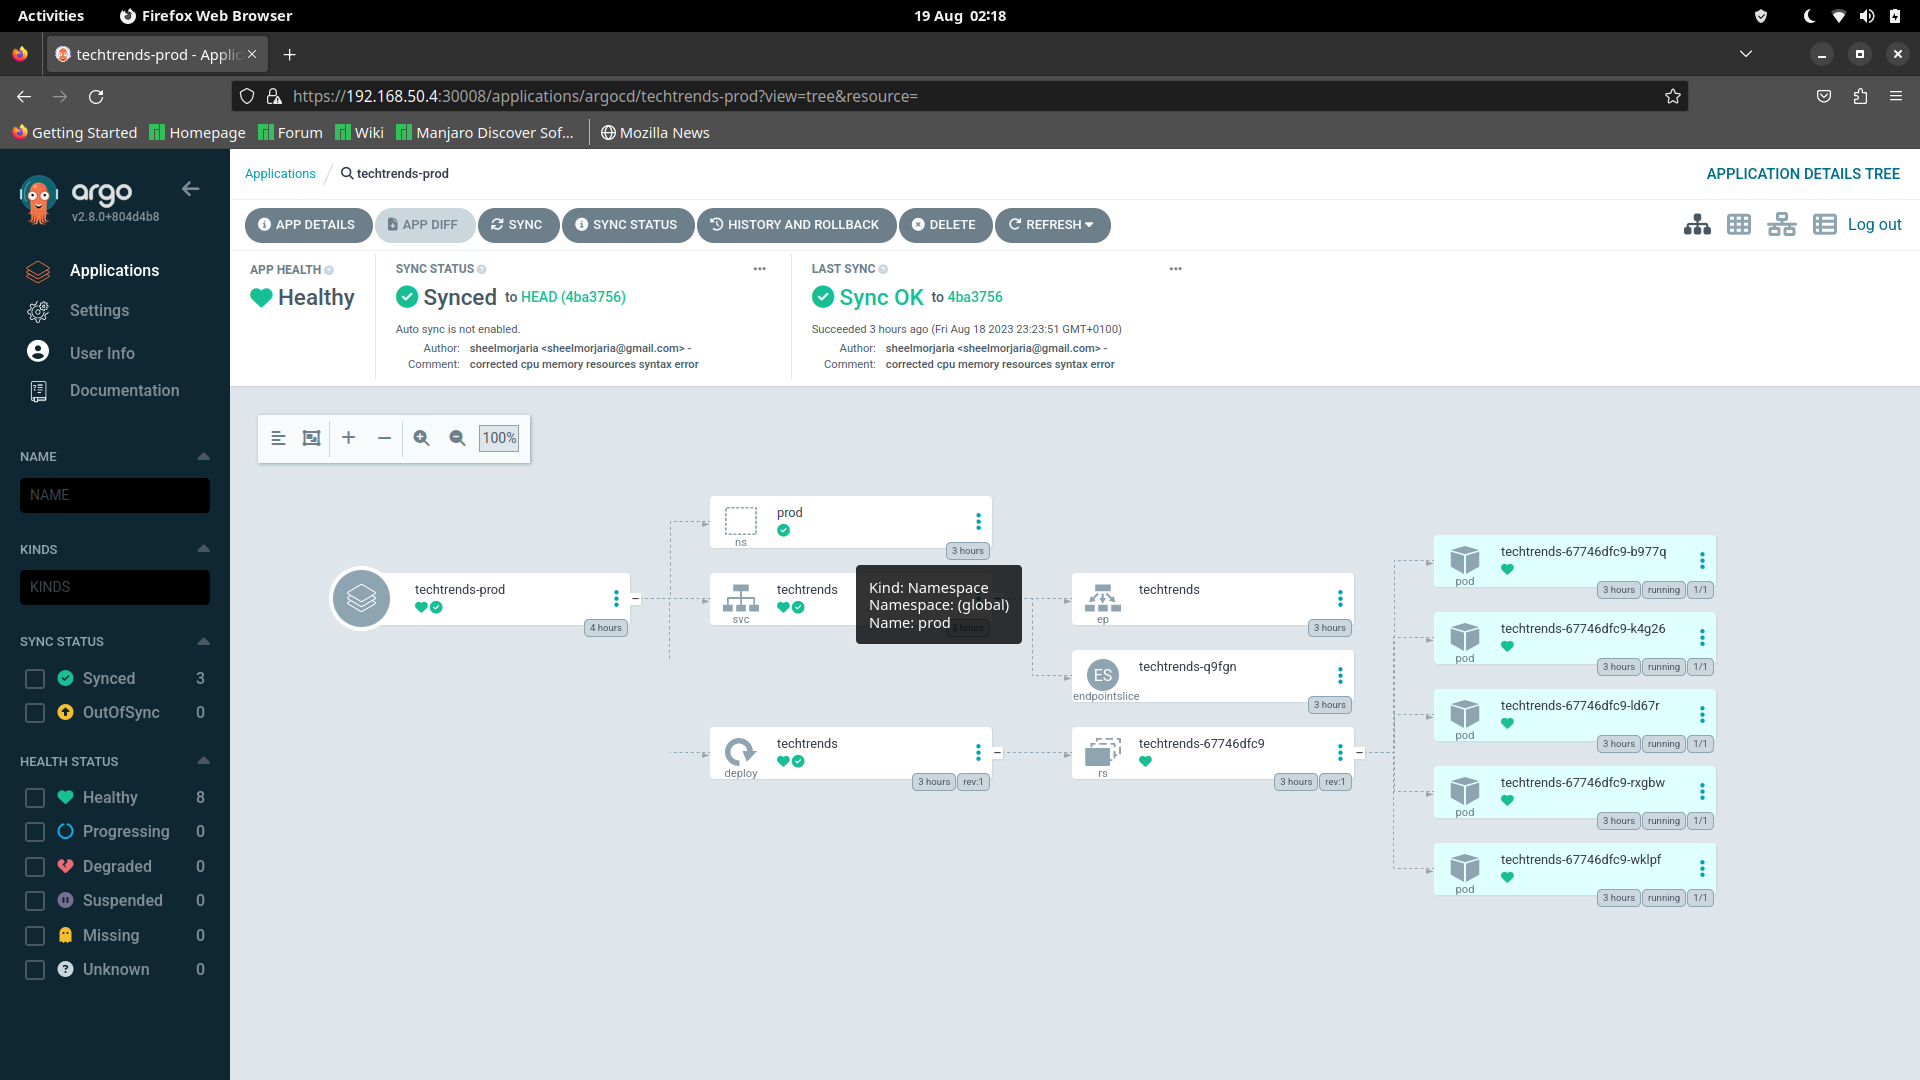 Activities
Firefox Web Browser
19 Aug 02:18
techtrends-prod - Applic
https://192.168.50.4:30008/applications/argocd/techtrends-prod?view=tree&resource=
Getting Started
Homepage
Forum
Wiki
Manjaro Discover Sof...
Mozilla News
argo
v2.8.0+804d4b8
Applications
Settings
User Info
Documentation
NAME
NAME
KINDS
KINDS
SYNC STATUS
Synced 3
OutOfSync 0
HEALTH STATUS
Healthy 8
Progressing 0
Degraded 0
Suspended 0
Missing 0
Unknown 0
Applications / techtrends-prod
APPLICATION DETAILS TREE
APP DETAILS
APP DIFF
SYNC
SYNC STATUS
HISTORY AND ROLLBACK
DELETE
REFRESH
Log out
APP HEALTH
Healthy
SYNC STATUS
Synced to HEAD (4ba3756)
Auto sync is not enabled.
Author: sheelmorjaria <sheelmorjaria@gmail.com> -
Comment: corrected cpu memory resources syntax error
LAST SYNC
Sync OK to 4ba3756
Succeeded 3 hours ago (Fri Aug 18 2023 23:23:51 GMT+0100)
Author: sheelmorjaria <sheelmorjaria@gmail.com> -
Comment: corrected cpu memory resources syntax error
100%
techtrends-prod
4 hours
prod
ns
3 hours
techtrends
svc
3 hours
Kind: Namespace
Namespace: (global)
Name: prod
techtrends
deploy
3 hours rev:1
techtrends
ep
3 hours
ES
techtrends-q9fgn
endpointslice
3 hours
techtrends-67746dfc9
rs
3 hours rev:1
techtrends-67746dfc9-b977q
pod
3 hours running 1/1
techtrends-67746dfc9-k4g26
pod
3 hours running 1/1
techtrends-67746dfc9-ld67r
pod
3 hours running 1/1
techtrends-67746dfc9-rxgbw
pod
3 hours running 1/1
techtrends-67746dfc9-wklpf
pod
3 hours running 1/1